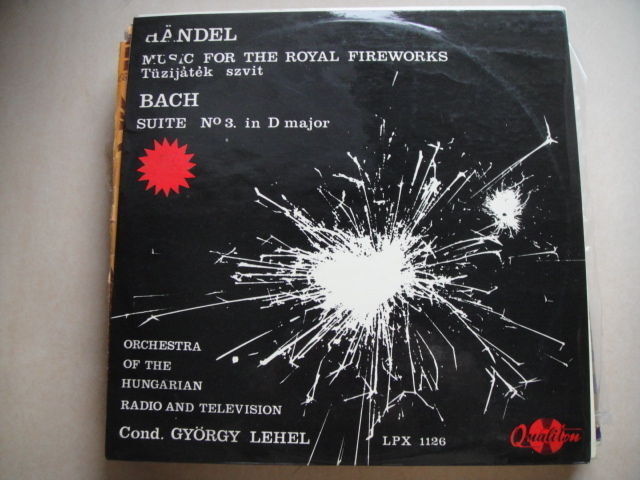 HÄNDEL
MUSIC FOR THE ROYAL FIREWORKS
Tüzijáték szvit
BACH
SUITE No 3. in D major
ORCHESTRA
OF THE
HUNGARIAN
RADIO AND TELEVISION
Cond. GYÖRGY LEHEL
LPX 1126
Qualiton